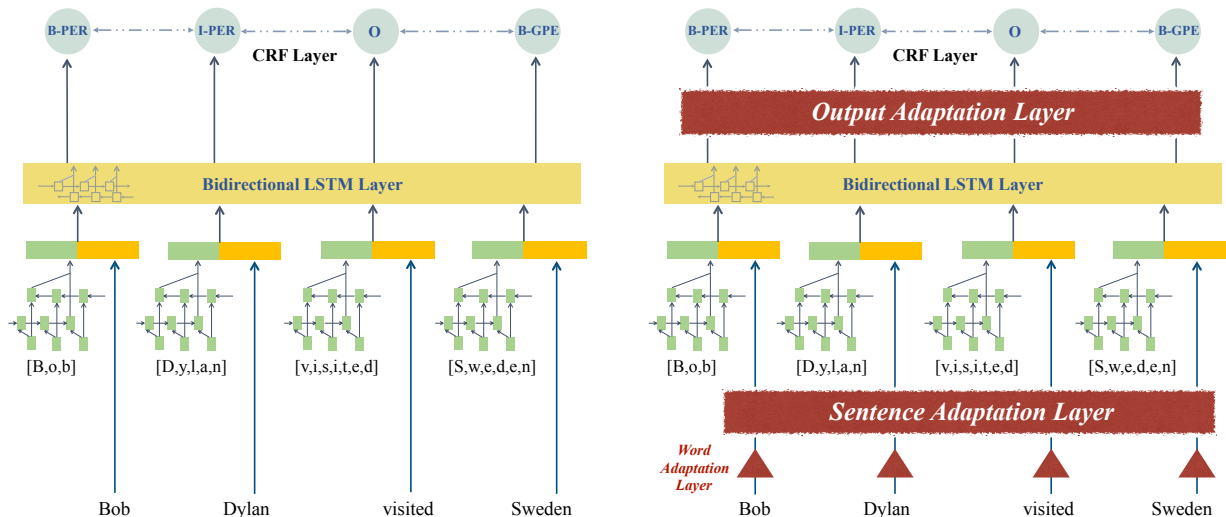 B-PER I-PER O B-GPE
CRF Layer
Bidirectional LSTM Layer
[B,o,b] [D,y,l,a,n] [v,i,s,i,t,e,d] [S,w,e,d,e,n]
Bob Dylan visited Sweden
B-PER I-PER O B-GPE
CRF Layer
Output Adaptation Layer
Bidirectional LSTM Layer
[B,o,b] [D,y,l,a,n] [v,i,s,i,t,e,d] [S,w,e,d,e,n]
Sentence Adaptation Layer
Word
Adaptation
Layer
Bob Dylan visited Sweden